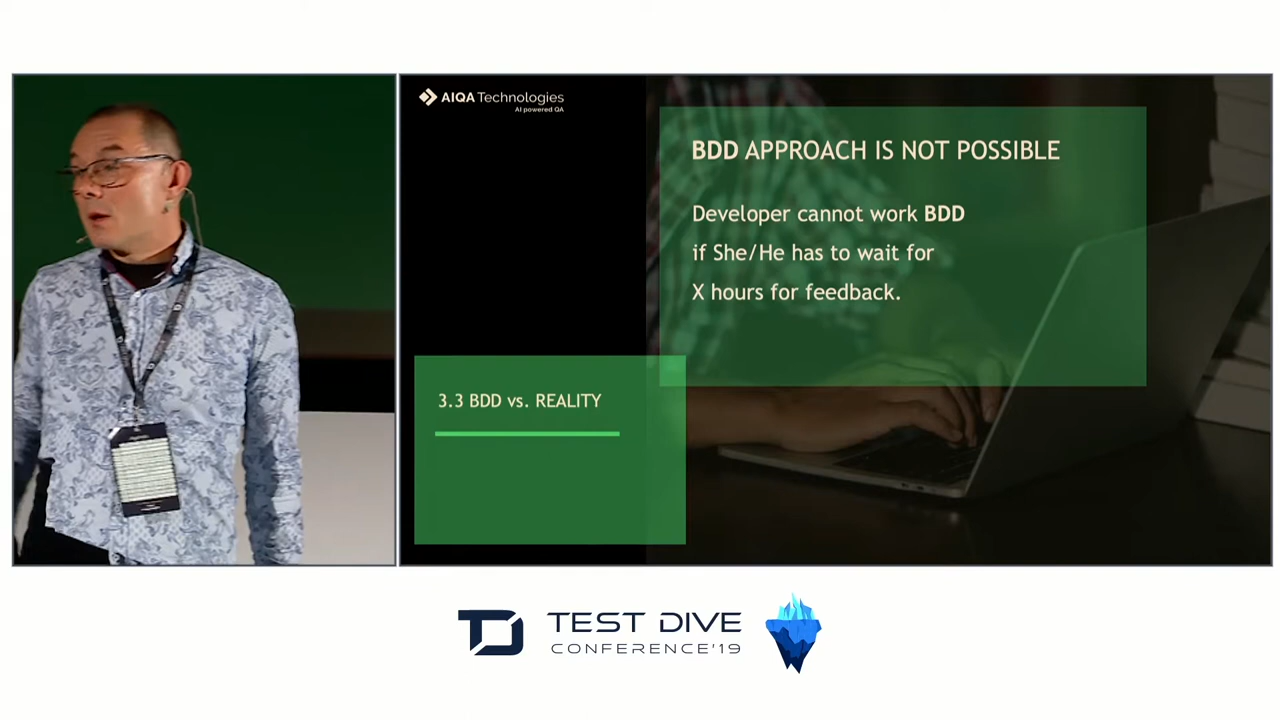 AIQA Technologies
AI powered QA
BDD APPROACH IS NOT POSSIBLE
Developer cannot work BDD
if She/He has to wait for
X hours for feedback.
3.3 BDD vs. REALITY
TD TEST DIVE
CONFERENCE'19